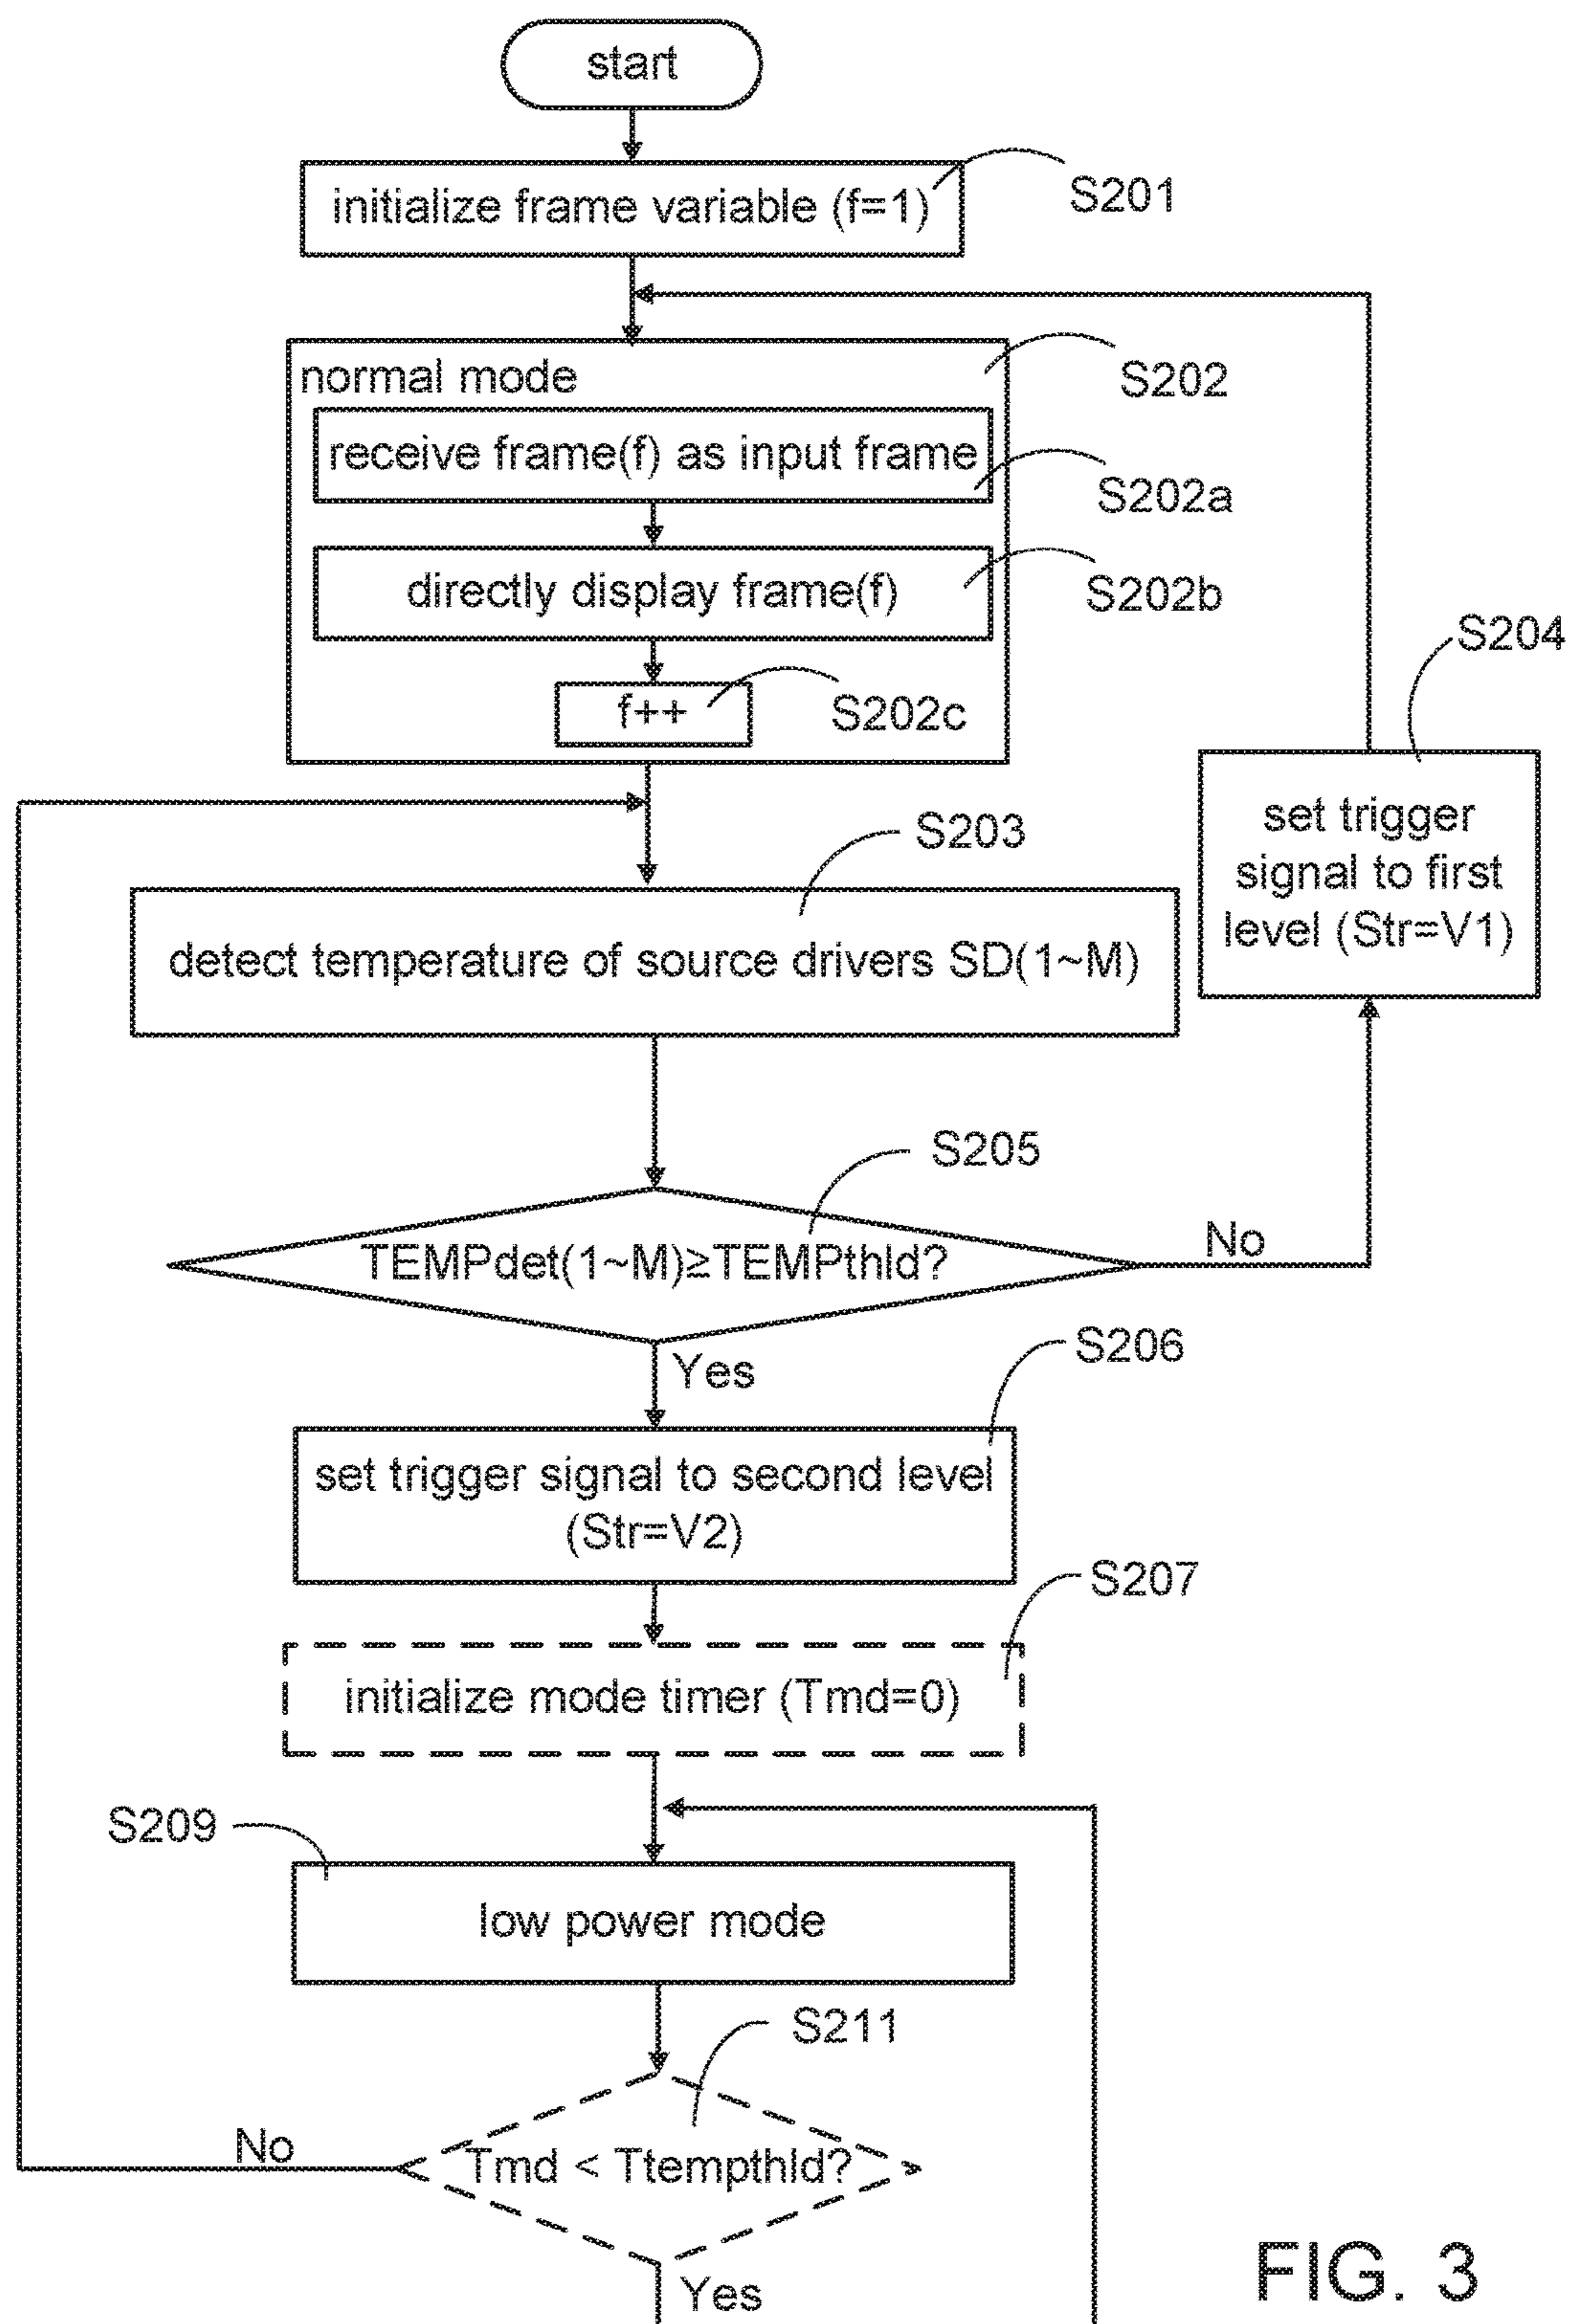 start
initialize frame variable (f=1)
S201
normal mode
S202
receive frame(f) as input frame
S202a
directly display frame(f)
S202b
f++
S202c
S204
set trigger
signal to first
level (Str=V1)
S203
detect temperature of source drivers SD(1~M)
S205
TEMPdet(1~M)≥TEMPthld?
No
Yes
S206
set trigger signal to second level
(Str=V2)
S207
initialize mode timer (Tmd=0)
S209
low power mode
S211
Tmd < Ttempthld?
No
Yes
FIG. 3